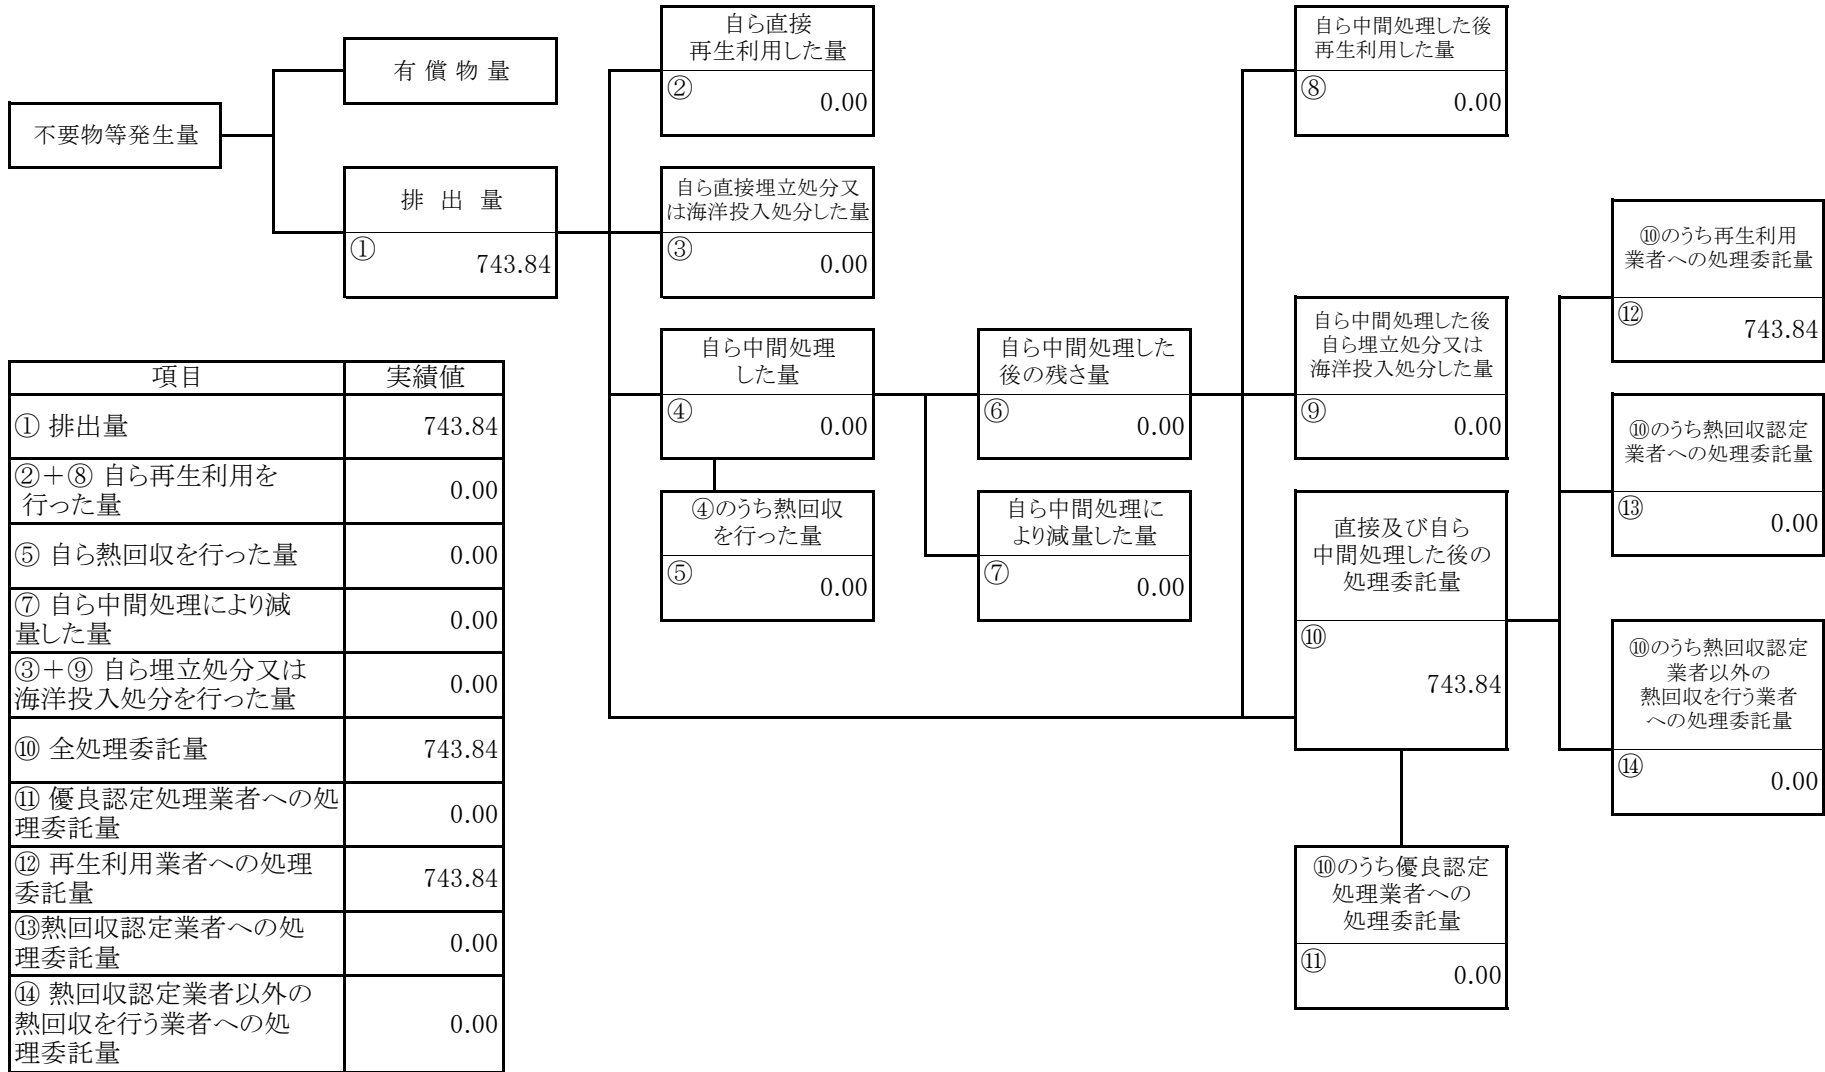 不要物等発生量
有 償 物 量
排 出 量
①
743.84
自ら直接
再生利用した量
②
0.00
自ら直接埋立処分又
は海洋投入処分した量
③
0.00
自ら中間処理
した量
④
0.00
④のうち熱回収
を行った量
⑤
0.00
自ら中間処理した
後の残さ量
⑥
0.00
自ら中間処理に
より減量した量
⑦
0.00
自ら中間処理した後
再生利用した量
⑧
0.00
自ら中間処理した後
自ら埋立処分又は
海洋投入処分した量
⑨
0.00
直接及び自ら
中間処理した後の
処理委託量
⑩
743.84
⑩のうち優良認定
処理業者への
処理委託量
⑪
0.00
⑩のうち再生利用
業者への処理委託量
⑫
743.84
⑩のうち熱回収認定
業者への処理委託量
⑬
0.00
⑩のうち熱回収認定
業者以外の
熱回収を行う業者
への処理委託量
⑭
0.00
項目 実績値
① 排出量 743.84
②＋⑧ 自ら再生利用を
行った量 0.00
⑤ 自ら熱回収を行った量 0.00
⑦ 自ら中間処理により減
量した量 0.00
③＋⑨ 自ら埋立処分又は
海洋投入処分を行った量 0.00
⑩ 全処理委託量 743.84
⑪ 優良認定処理業者への処
理委託量 0.00
⑫ 再生利用業者への処理
委託量 743.84
⑬熱回収認定業者への処
理委託量 0.00
⑭ 熱回収認定業者以外の
熱回収を行う業者への処
理委託量 0.00